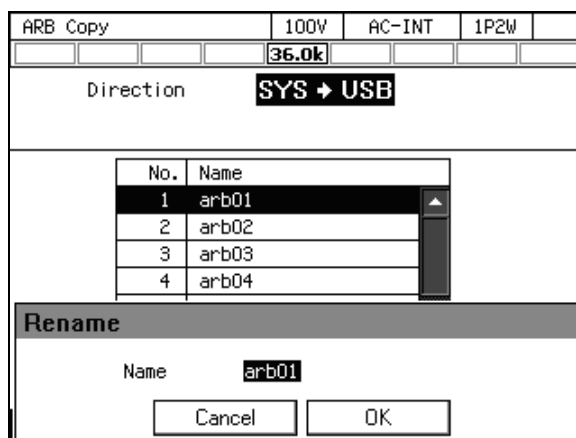 ARB Copy 100V AC-INT 1P2W
36.0k
Direction SYS → USB
No. Name
1 arb01
2 arb02
3 arb03
4 arb04
Rename
Name arb01
Cancel OK